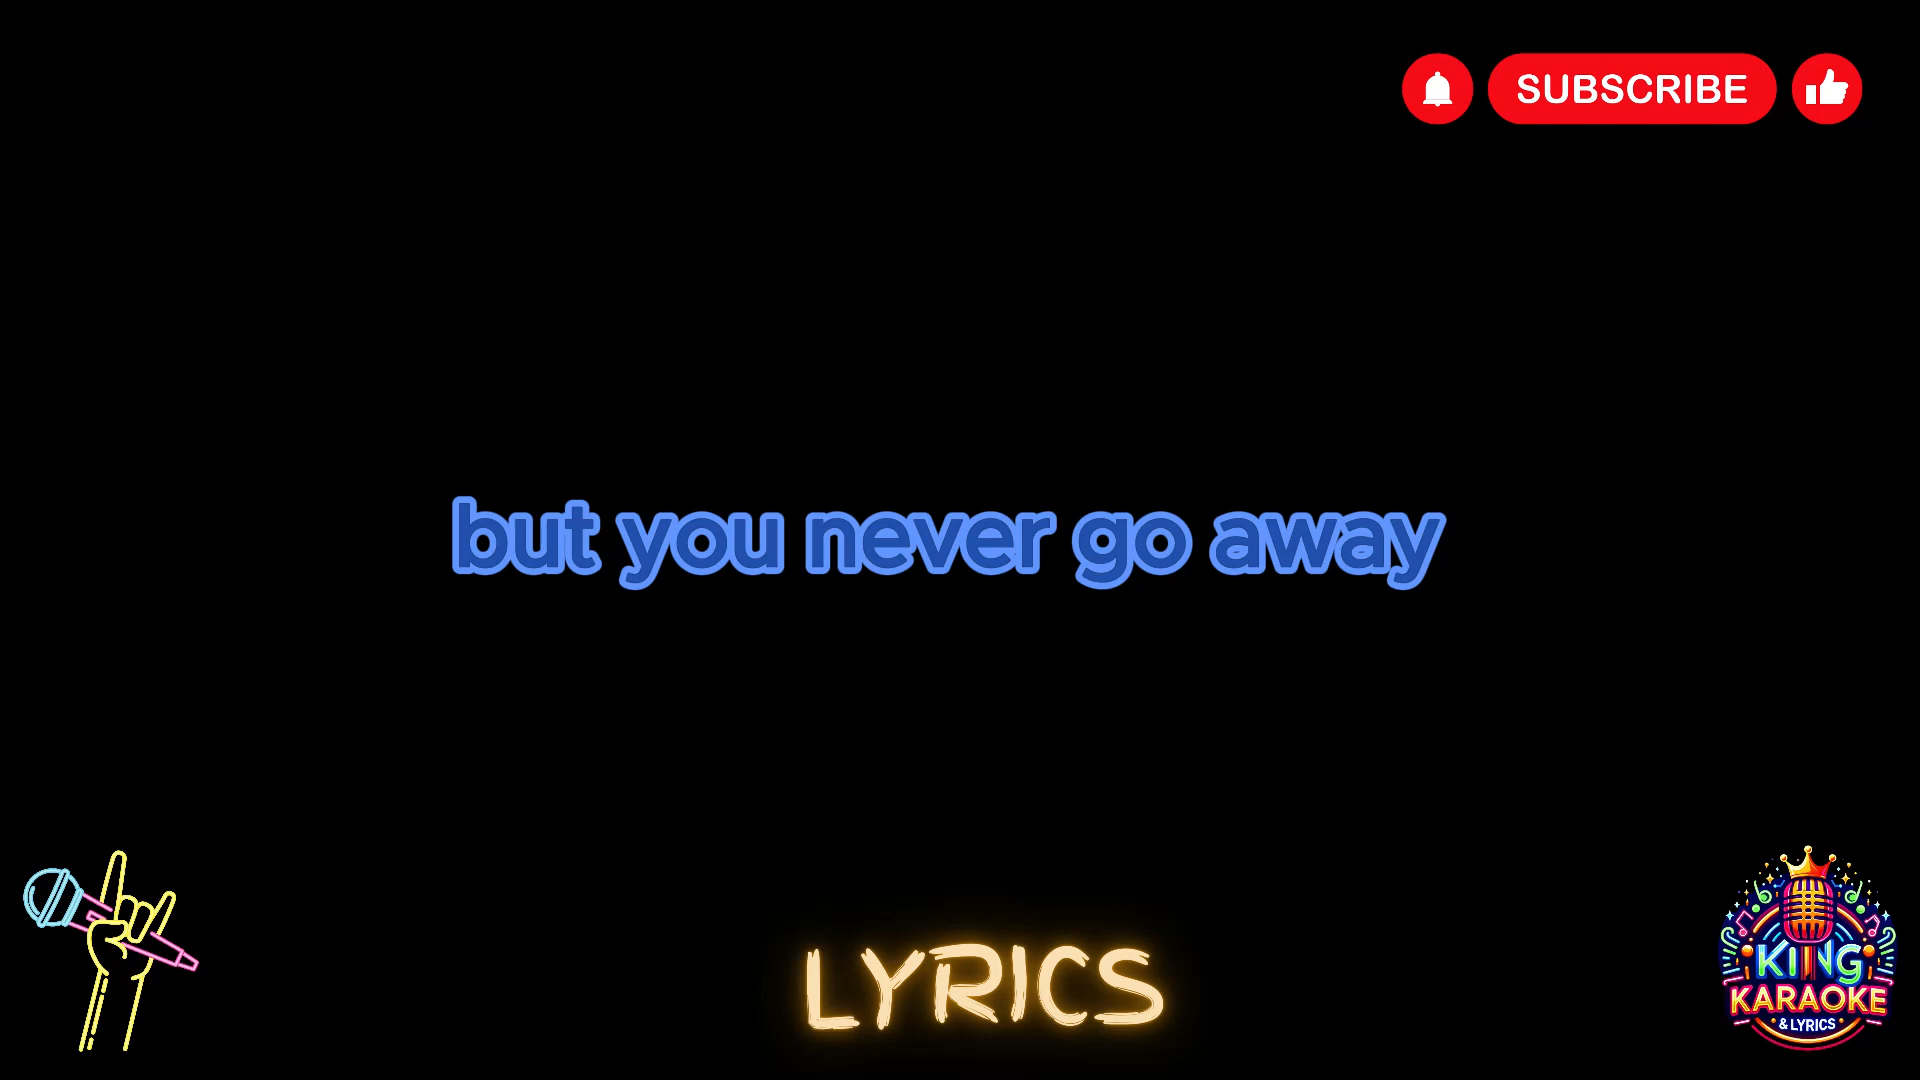 SUBSCRIBE
but you never go away
LYRICS
KING
KARAOKE
& LYRICS